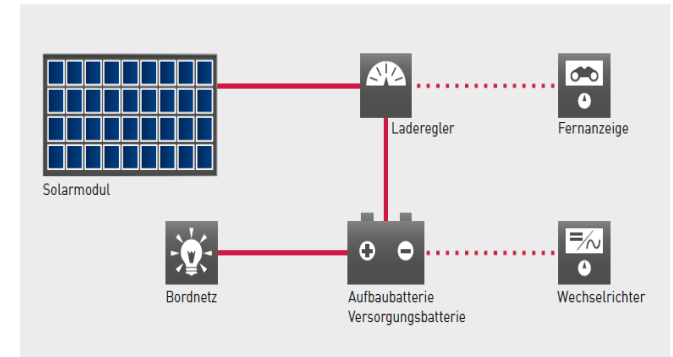 Laderegler
Fernanzeige
Solarmodul
Bordnetz
Aufbaubatterie
Versorgungsbatterie
Wechselrichter